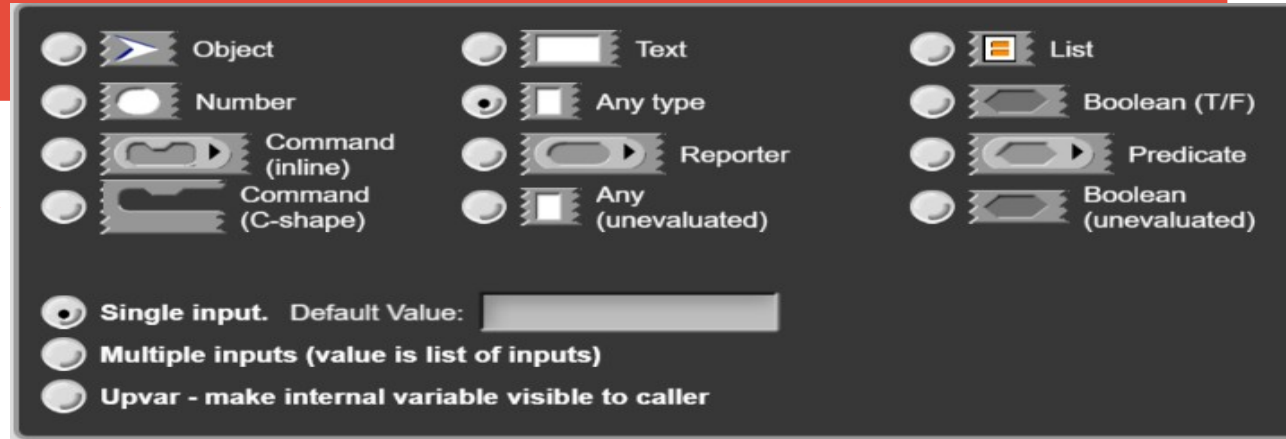 Object
Text
List
Number
Any type
Boolean (T/F)
Command
(inline)
Reporter
Predicate
Command
(C-shape)
Any
(unevaluated)
Boolean
(unevaluated)
Single input. Default Value:
Multiple inputs (value is list of inputs)
Upvar - make internal variable visible to caller